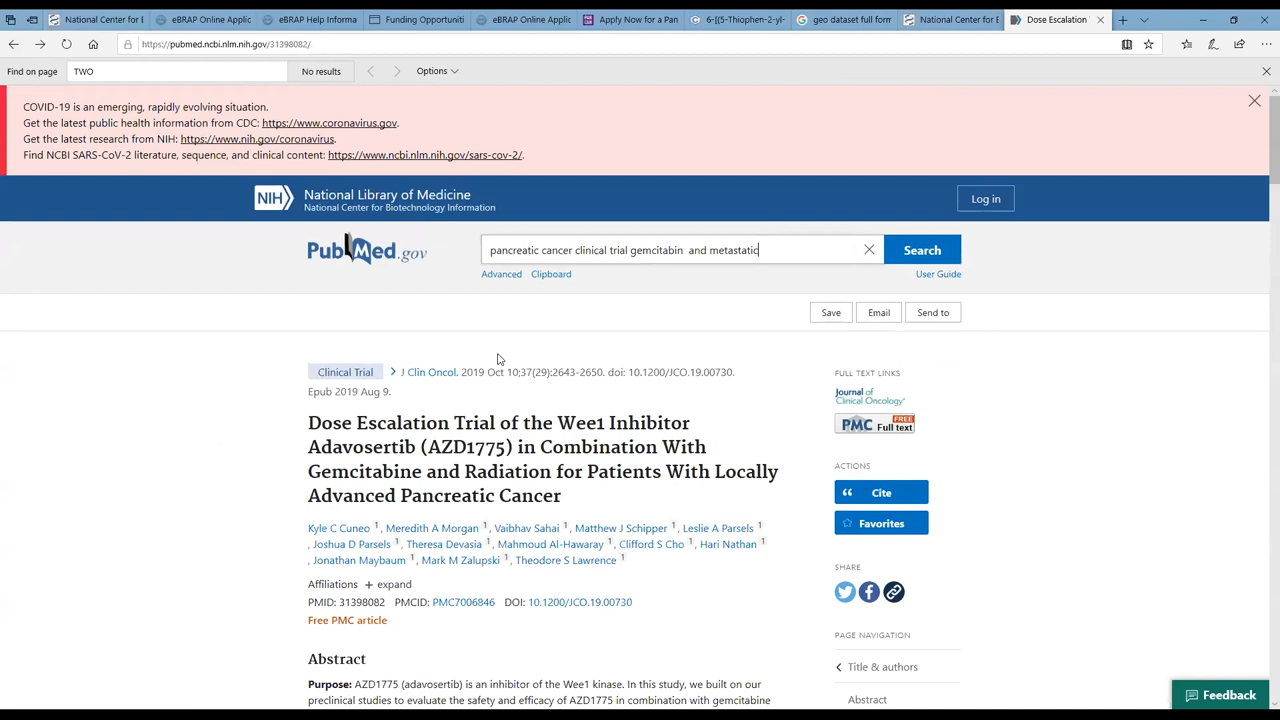 National Center for E
eBRAP Online Applic
eBRAP Help Informa
Funding Opportuniti
eBRAP Online Applic
Apply Now for a Pan
6-[(5-Thiophen-2-yl-
geo dataset full form
National Center for E
Dose Escalation
https://pubmed.ncbi.nlm.nih.gov/31398082/
Find on page
TWO
No results
Options
COVID-19 is an emerging, rapidly evolving situation.
Get the latest public health information from CDC: https://www.coronavirus.gov.
Get the latest research from NIH: https://www.nih.gov/coronavirus.
Find NCBI SARS-CoV-2 literature, sequence, and clinical content: https://www.ncbi.nlm.nih.gov/sars-cov-2/.
NIH
National Library of Medicine
National Center for Biotechnology Information
Log in
PubMed.gov
pancreatic cancer clinical trial gemcitabin  and metastatic
Search
Advanced
Clipboard
User Guide
Save
Email
Send to
Clinical Trial
J Clin Oncol. 2019 Oct 10;37(29):2643-2650. doi: 10.1200/JCO.19.00730.
Epub 2019 Aug 9.
Dose Escalation Trial of the Wee1 Inhibitor
Adavosertib (AZD1775) in Combination With
Gemcitabine and Radiation for Patients With Locally
Advanced Pancreatic Cancer
Kyle C Cuneo 1, Meredith A Morgan 1, Vaibhav Sahai 1, Matthew J Schipper 1, Leslie A Parsels 1
, Joshua D Parsels 1, Theresa Devasia 1, Mahmoud Al-Hawaray 1, Clifford S Cho 1, Hari Nathan 1
, Jonathan Maybaum 1, Mark M Zalupski 1, Theodore S Lawrence 1
Affiliations + expand
PMID: 31398082 PMCID: PMC7006846 DOI: 10.1200/JCO.19.00730
Free PMC article
Abstract
Purpose: AZD1775 (adavosertib) is an inhibitor of the Wee1 kinase. In this study, we built on our
preclinical studies to evaluate the safety and efficacy of AZD1775 in combination with gemcitabine
FULL TEXT LINKS
Journal of
Clinical Oncology
PMC FREE Full text
ACTIONS
Cite
Favorites
SHARE
PAGE NAVIGATION
Title & authors
Abstract
Feedback